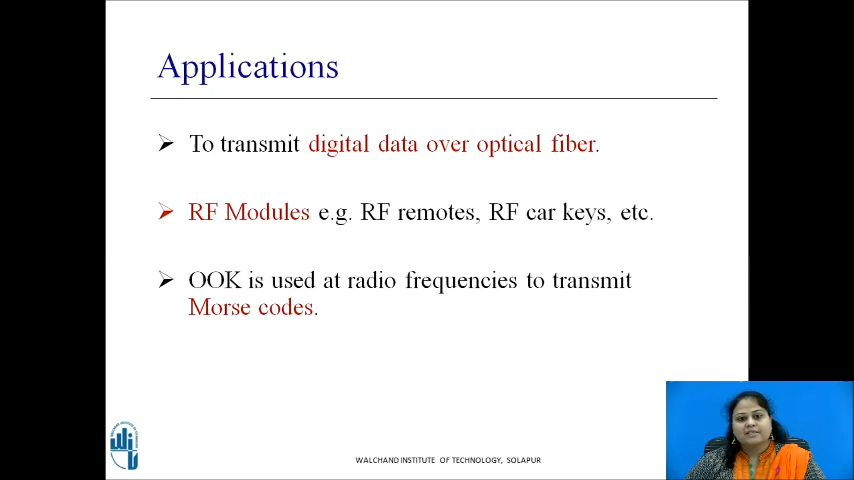 Applications
To transmit digital data over optical fiber.
RF Modules e.g. RF remotes, RF car keys, etc.
OOK is used at radio frequencies to transmit
Morse codes.
WALCHAND INSTITUTE OF TECHNOLOGY, SOLAPUR